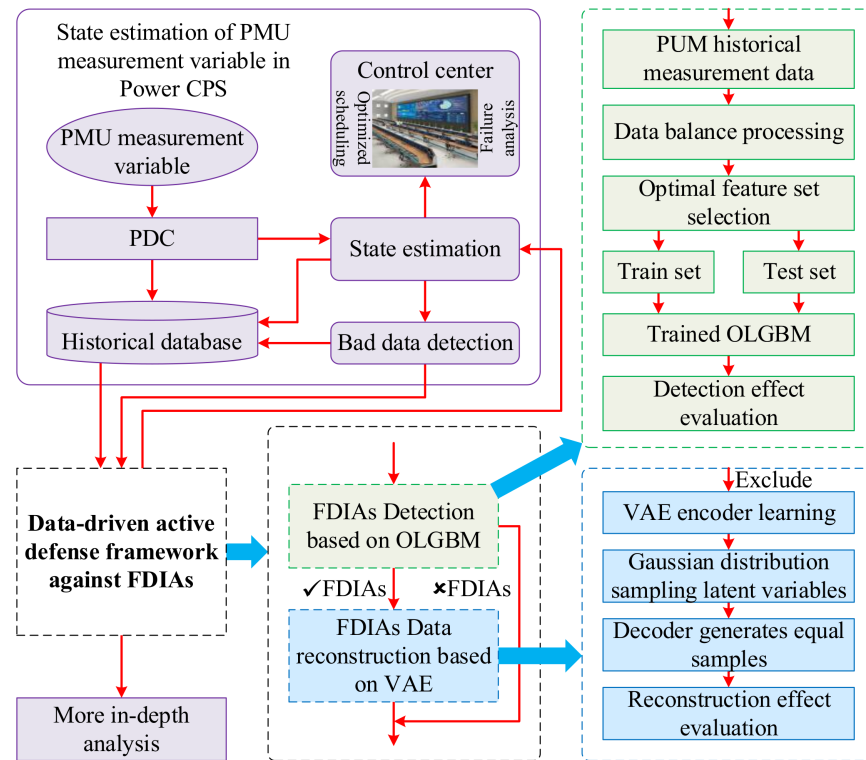 State estimation of PMU
measurement variable in
Power CPS
PMU measurement
variable
PDC
Historical database
Control center
Optimized
scheduling
Failure analysis
State estimation
Bad data detection
Data-driven active
defense framework
against FDIAs
More in-depth
analysis
FDIAs Detection
based on OLGBM
✓FDIAs
✘FDIAs
FDIAs Data
reconstruction based
on VAE
PUM historical
measurement data
Data balance processing
Optimal feature set
selection
Train set
Test set
Trained OLGBM
Detection effect
evaluation
Exclude
VAE encoder learning
Gaussian distribution
sampling latent variables
Decoder generates equal
samples
Reconstruction effect
evaluation